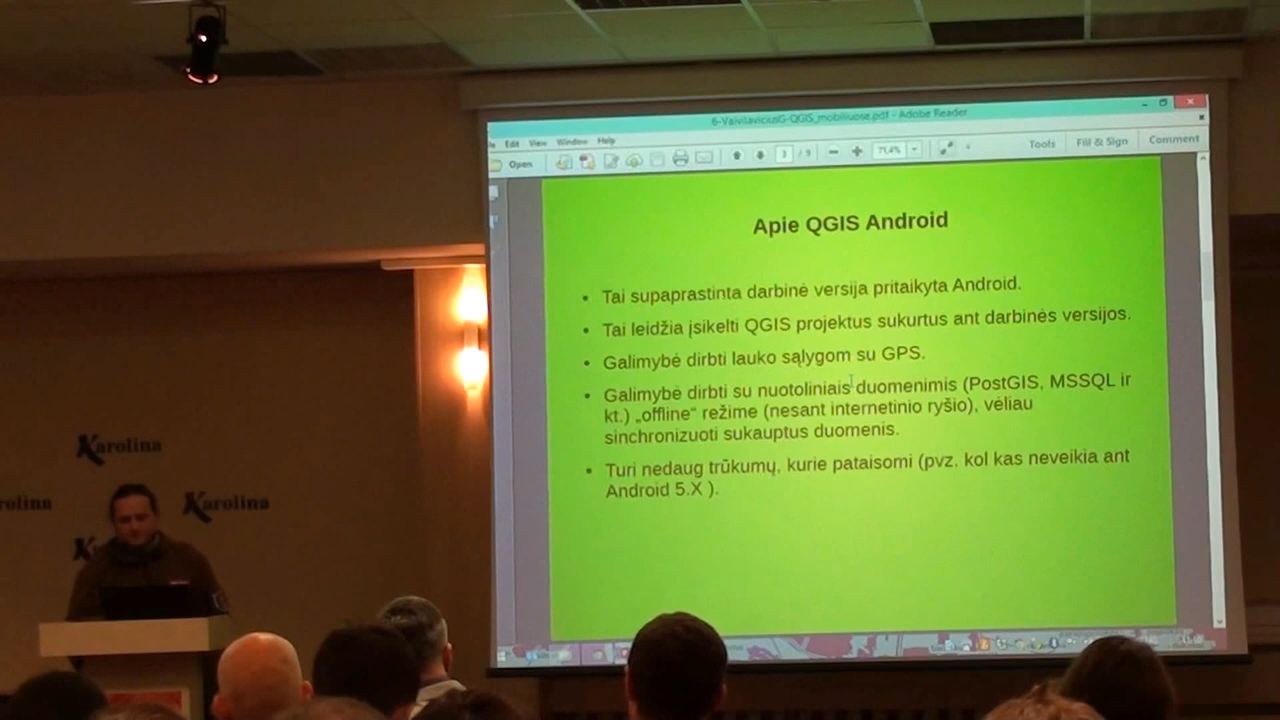 6-VaivilaviciusG-QGIS_mobiliuose.pdf - Adobe Reader
Edit View Window Help
Open 3 / 9 71,4% Tools Fill & Sign Comment
Apie QGIS Android
• Tai supaprastinta darbinė versija pritaikyta Android.
• Tai leidžia įsikelti QGIS projektus sukurtus ant darbinės versijos.
• Galimybė dirbti lauko sąlygom su GPS.
• Galimybė dirbti su nuotoliniais duomenimis (PostGIS, MSSQL ir
kt.) „offline“ režime (nesant internetinio ryšio), vėliau
sinchronizuoti sukauptus duomenis.
• Turi nedaug trūkumų, kurie pataisomi (pvz. kol kas neveikia ant
Android 5.X ).
Karolina
rolina
Karolina